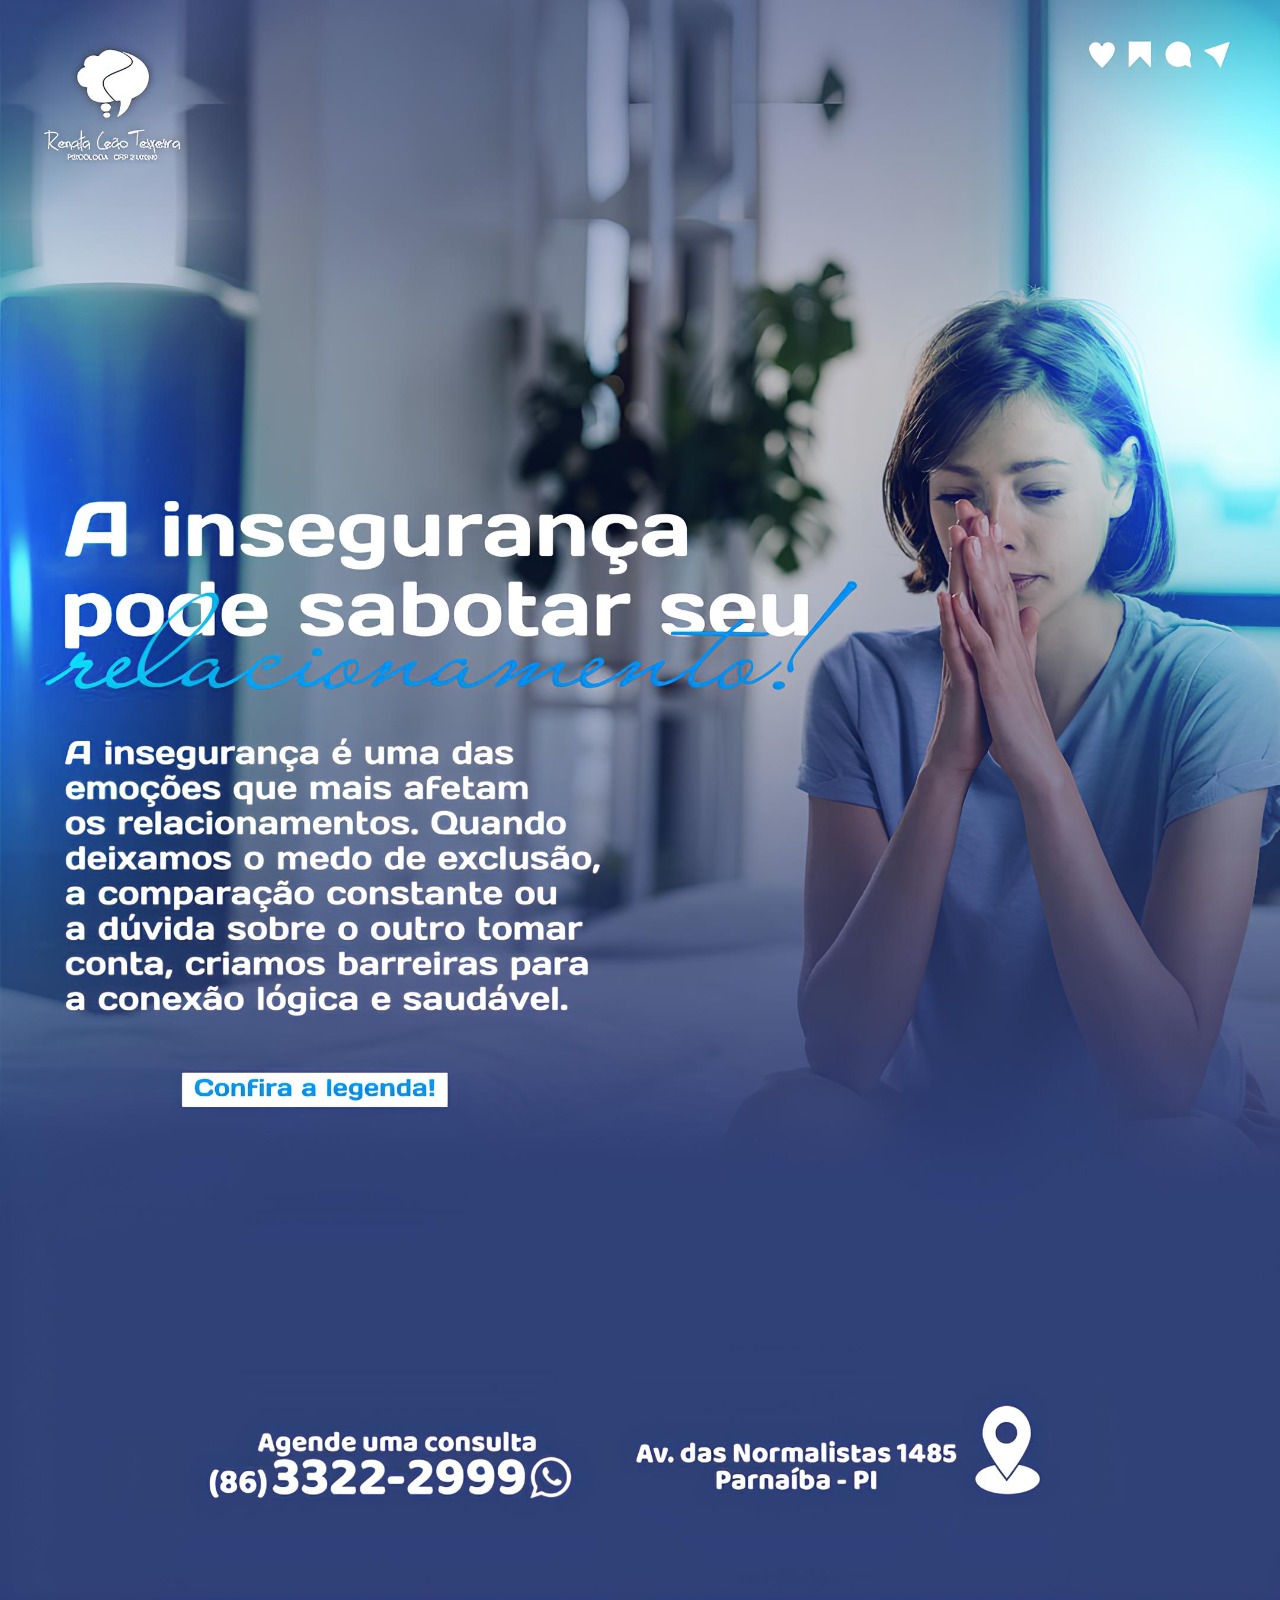 Renata Leão Teixeira
A insegurança
pode sabotar seu
relacionamento!
A insegurança é uma das
emoções que mais afetam
os relacionamentos. Quando
deixamos o medo de exclusão,
a comparação constante ou
a dúvida sobre o outro tomar
conta, criamos barreiras para
a conexão lógica e saudável.
Confira a legenda!
Agende uma consulta
(86) 3322-2999
Av. das Normalistas 1485
Parnaíba - PI